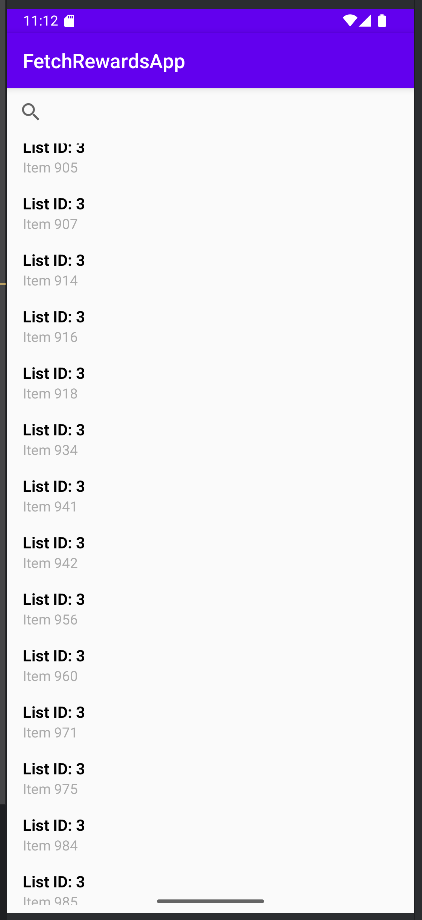 11:12
FetchRewardsApp
List ID: 3
Item 905
List ID: 3
Item 907
List ID: 3
Item 914
List ID: 3
Item 916
List ID: 3
Item 918
List ID: 3
Item 934
List ID: 3
Item 941
List ID: 3
Item 942
List ID: 3
Item 956
List ID: 3
Item 960
List ID: 3
Item 971
List ID: 3
Item 975
List ID: 3
Item 984
List ID: 3
Item 985